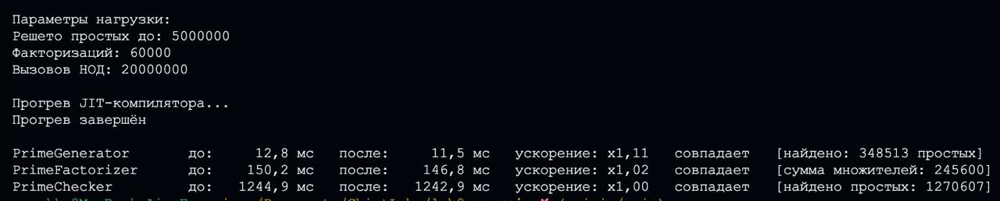 Параметры нагрузки:
Решето простых до: 5000000
Факторизаций: 60000
Вызовов НОД: 20000000
Прогрев JIT-компилятора...
Прогрев завершён
PrimeGenerator до: 12,8 мс после: 11,5 мс ускорение: x1,11 совпадает [найдено: 348513 простых]
PrimeFactorizer до: 150,2 мс после: 146,8 мс ускорение: x1,02 совпадает [сумма множителей: 245600]
PrimeChecker до: 1244,9 мс после: 1242,9 мс ускорение: x1,00 совпадает [найдено простых: 1270607]